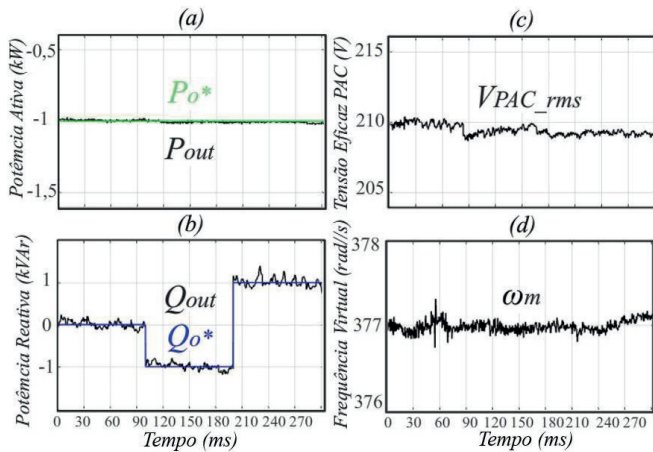 (a)
Potêmcia Ativa (kW)
-0,5
-1
-1,5
Po*
Pout
(c)
Tensão Eficaz PAC (V)
215
210
205
VPAC_rms
(b)
Potêmcia Reativa (kVAr)
1
0
-1
Qout
Qo*
0 30 60 90 120 150 180 210 240 270
Tempo (ms)
(d)
Frequência Virtual (rad//s)
378
377
376
ωm
0 30 60 90 120 150 180 210 240 270
Tempo (ms)